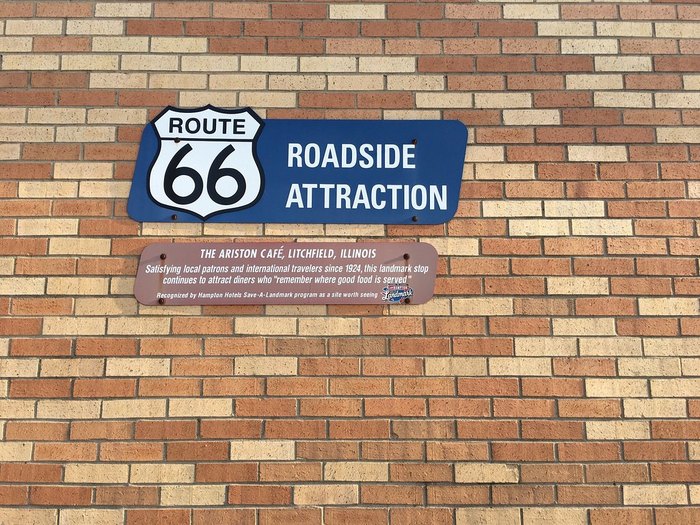 ROUTE
66
ROADSIDE
ATTRACTION
THE ARISTON CAFÉ, LITCHFIELD, ILLINOIS
Satisfying local patrons and international travelers since 1924, this landmark stop
continues to attract diners who "remember where good food is served"
Recognized by Hampton Hotels Save-A-Landmark program as a site worth seeing
Landmark